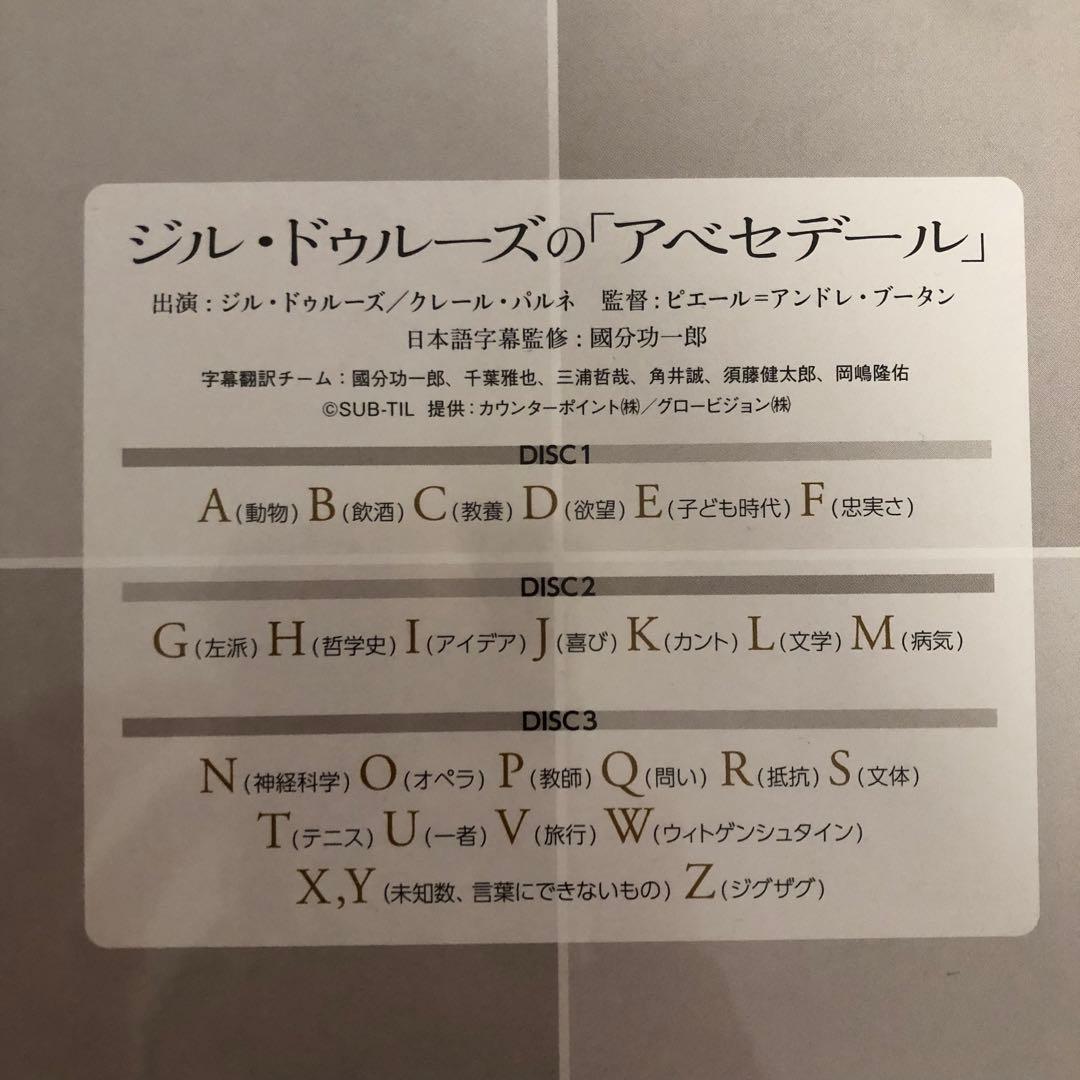 ジル・ドゥルーズの「アベセデール」
出演：ジル・ドゥルーズ／クレール・パルネ　監督：ピエール＝アンドレ・ブータン
日本語字幕監修：國分功一郎
字幕翻訳チーム：國分功一郎、千葉雅也、三浦哲哉、角井誠、須藤健太郎、岡嶋隆佑
©SUB-TIL 提供：カウンターポイント㈱／グロービジョン㈱
DISC1
A(動物) B(飲酒) C(教養) D(欲望) E(子ども時代) F(忠実さ)
DISC2
G(左派) H(哲学史) I(アイデア) J(喜び) K(カント) L(文学) M(病気)
DISC3
N(神経科学) O(オペラ) P(教師) Q(問い) R(抵抗) S(文体)
T(テニス) U(一者) V(旅行) W(ウィトゲンシュタイン)
X,Y(未知数、言葉にできないもの) Z(ジグザグ)